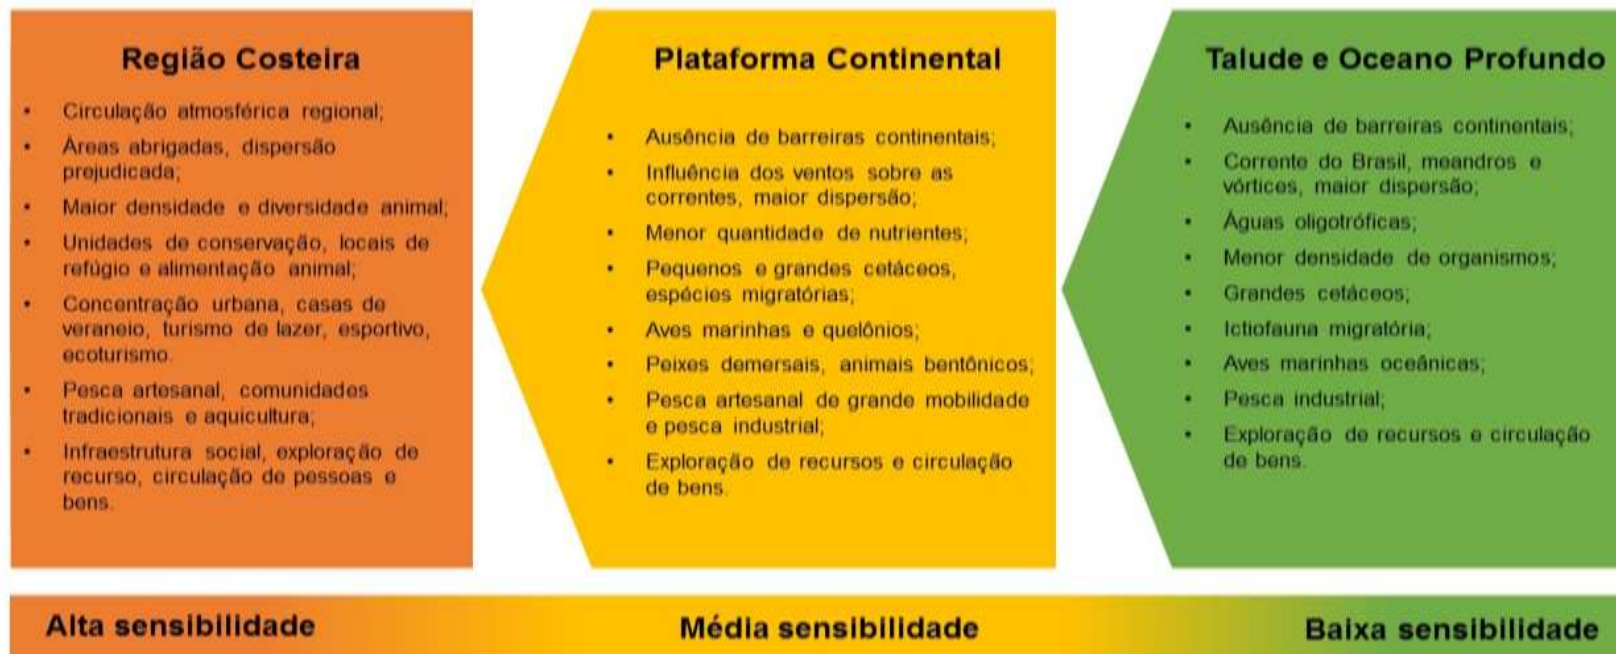 Região Costeira
• Circulação atmosférica regional;
• Áreas abrigadas, dispersão
prejudicada;
• Maior densidade e diversidade animal;
• Unidades de conservação, locais de
refúgio e alimentação animal;
• Concentração urbana, casas de
veraneio, turismo de lazer, esportivo,
ecoturismo.
• Pesca artesanal, comunidades
tradicionais e aquicultura;
• Infraestrutura social, exploração de
recurso, circulação de pessoas e
bens.
Plataforma Continental
• Ausência de barreiras continentais;
• Influência dos ventos sobre as
correntes, maior dispersão;
• Menor quantidade de nutrientes;
• Pequenos e grandes cetáceos,
espécies migratórias;
• Aves marinhas e quelônios;
• Peixes demersais, animais bentônicos;
• Pesca artesanal de grande mobilidade
e pesca industrial;
• Exploração de recursos e circulação
de bens.
Talude e Oceano Profundo
• Ausência de barreiras continentais;
• Corrente do Brasil, meandros e
vórtices, maior dispersão;
• Águas oligotróficas;
• Menor densidade de organismos;
• Grandes cetáceos;
• Ictiofauna migratória;
• Aves marinhas oceânicas;
• Pesca industrial;
• Exploração de recursos e circulação
de bens.
Alta sensibilidade
Média sensibilidade
Baixa sensibilidade